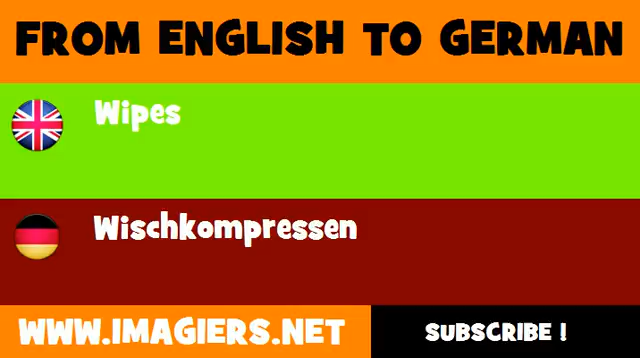 FROM ENGLISH TO GERMAN
Wipes
Wischkompressen
WWW.IMAGIERS.NET
SUBSCRIBE !